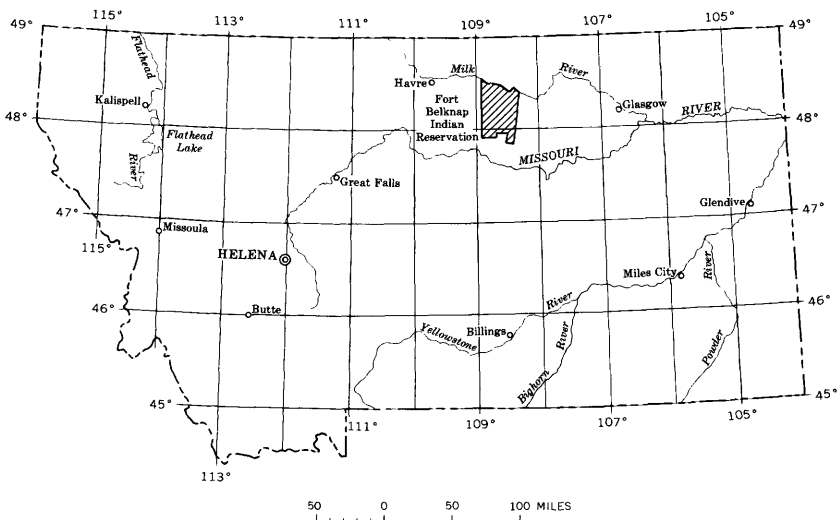 115°
113°
111°
109°
107°
105°
49°
49°
Flathead
Milk
River
Havre
Kalispell
Fort
Belknap
Indian
Reservation
Glasgow
RIVER
48°
48°
Flathead
Lake
River
MISSOURI
Great Falls
Glendive
47°
47°
115°
Missoula
HELENA
Miles City
River
46°
46°
Butte
River
Yellowstone
Billings
River
Powder
Bighorn
45°
45°
111°
109°
107°
105°
113°
50 0 50 100 MILES